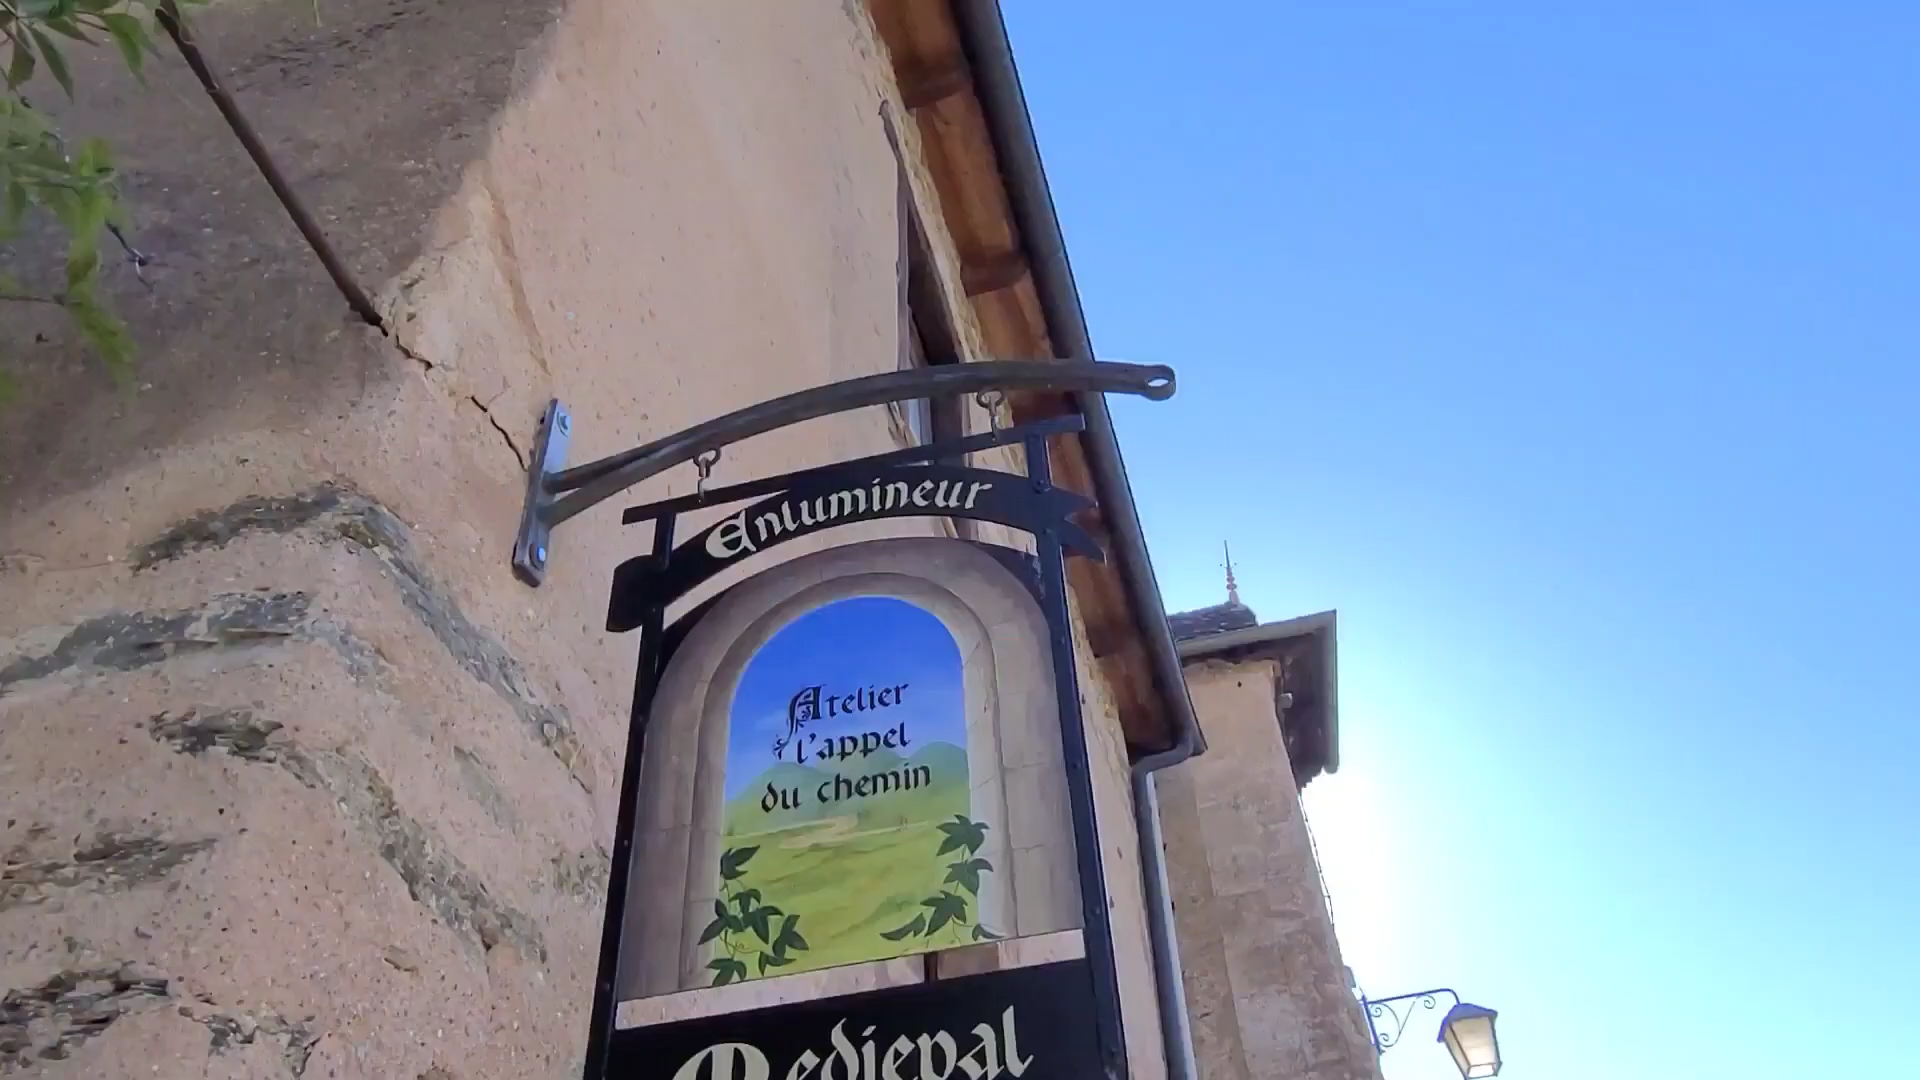 Enlumineur
Atelier
l'appel
du chemin
Medieval